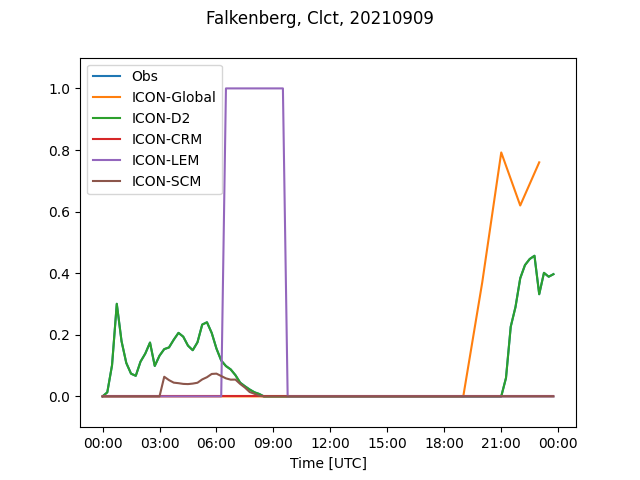 Falkenberg, Clct, 20210909
Obs
ICON-Global
ICON-D2
ICON-CRM
ICON-LEM
ICON-SCM
1.0
0.8
0.6
0.4
0.2
0.0
00:00 03:00 06:00 09:00 12:00 15:00 18:00 21:00 00:00
Time [UTC]